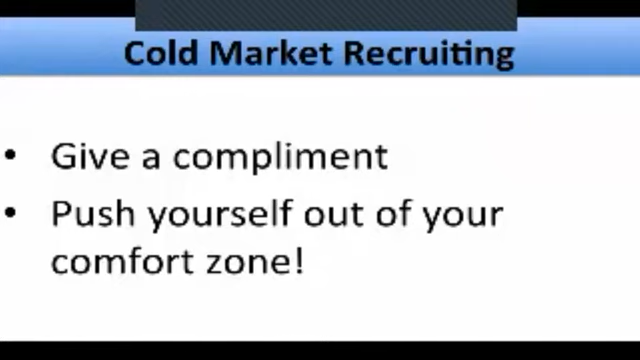 Cold Market Recruiting
• Give a compliment
• Push yourself out of your
comfort zone!